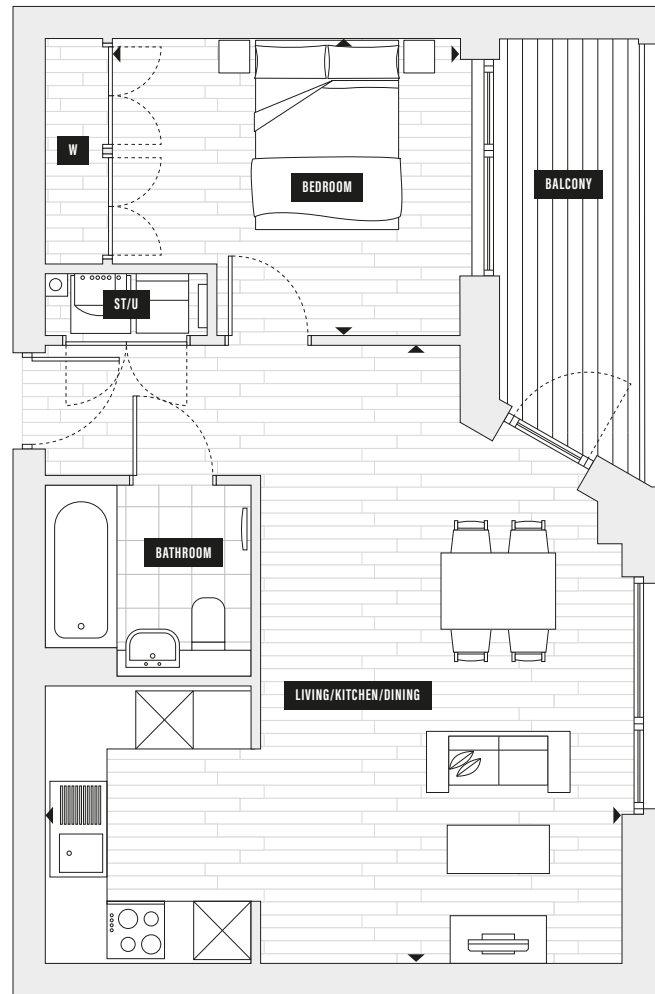 W
BEDROOM
BALCONY
ST/U
BATHROOM
LIVING/KITCHEN/DINING